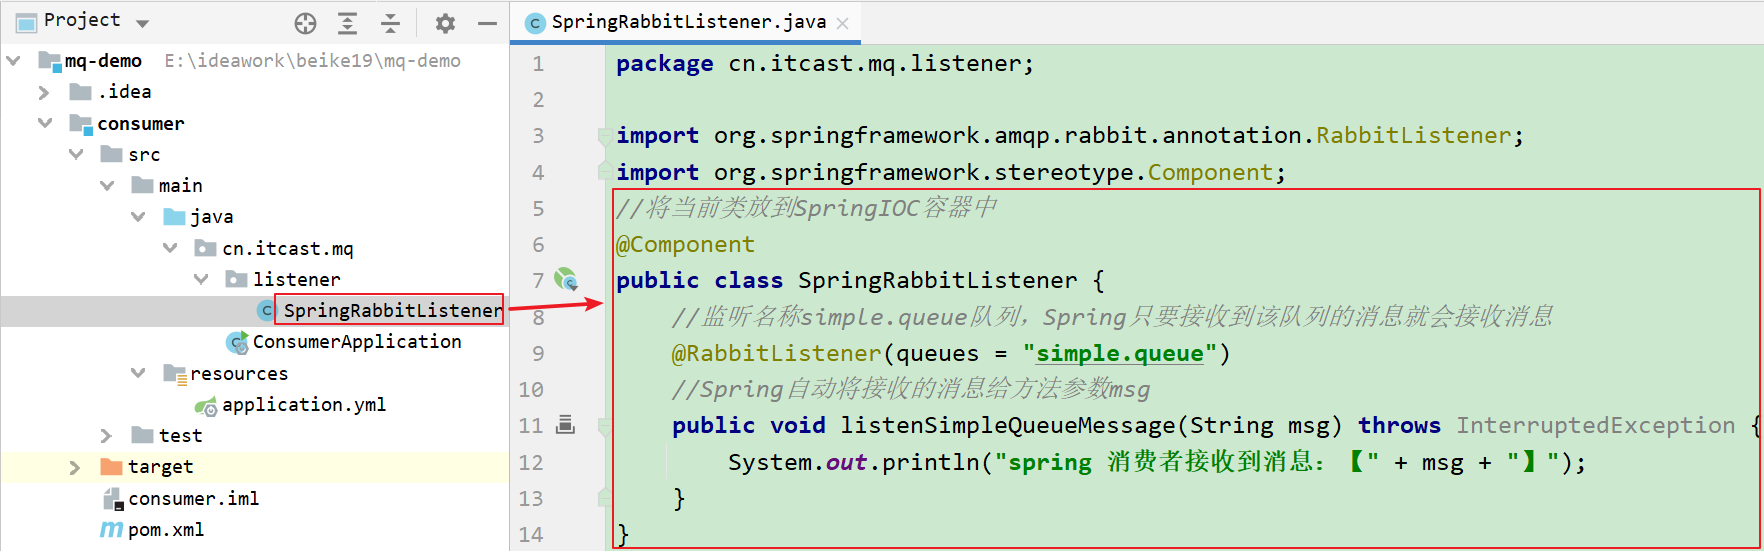 Project
mq-demo E:\ideawork\beike19\mq-demo
.idea
consumer
src
main
java
cn.itcast.mq
listener
SpringRabbitListener
ConsumerApplication
resources
application.yml
test
target
consumer.iml
pom.xml
SpringRabbitListener.java
1 package cn.itcast.mq.listener;
2
3 import org.springframework.amqp.rabbit.annotation.RabbitListener;
4 import org.springframework.stereotype.Component;
5 //将当前类放到SpringIOC容器中
6 @Component
7 public class SpringRabbitListener {
8 //监听名称simple.queue队列，Spring只要接收到该队列的消息就会接收消息
9 @RabbitListener(queues = "simple.queue")
10 //Spring自动将接收的消息给方法参数msg
11 public void listenSimpleQueueMessage(String msg) throws InterruptedException {
12 System.out.println("spring 消费者接收到消息：【" + msg + "】");
13 }
14 }